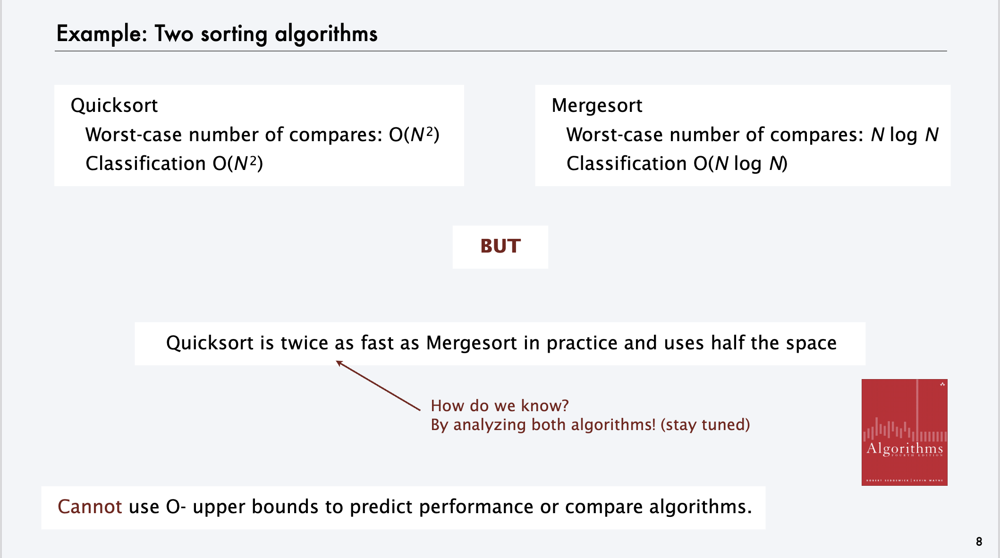 Example: Two sorting algorithms
Quicksort
Worst-case number of compares: O(N²)
Classification O(N²)
Mergesort
Worst-case number of compares: N log N
Classification O(N log N)
BUT
Quicksort is twice as fast as Mergesort in practice and uses half the space
How do we know?
By analyzing both algorithms! (stay tuned)
Algorithms
FOURTH EDITION
ROBERT SEDGEWICK | KEVIN WAYNE
Cannot use O- upper bounds to predict performance or compare algorithms.
8